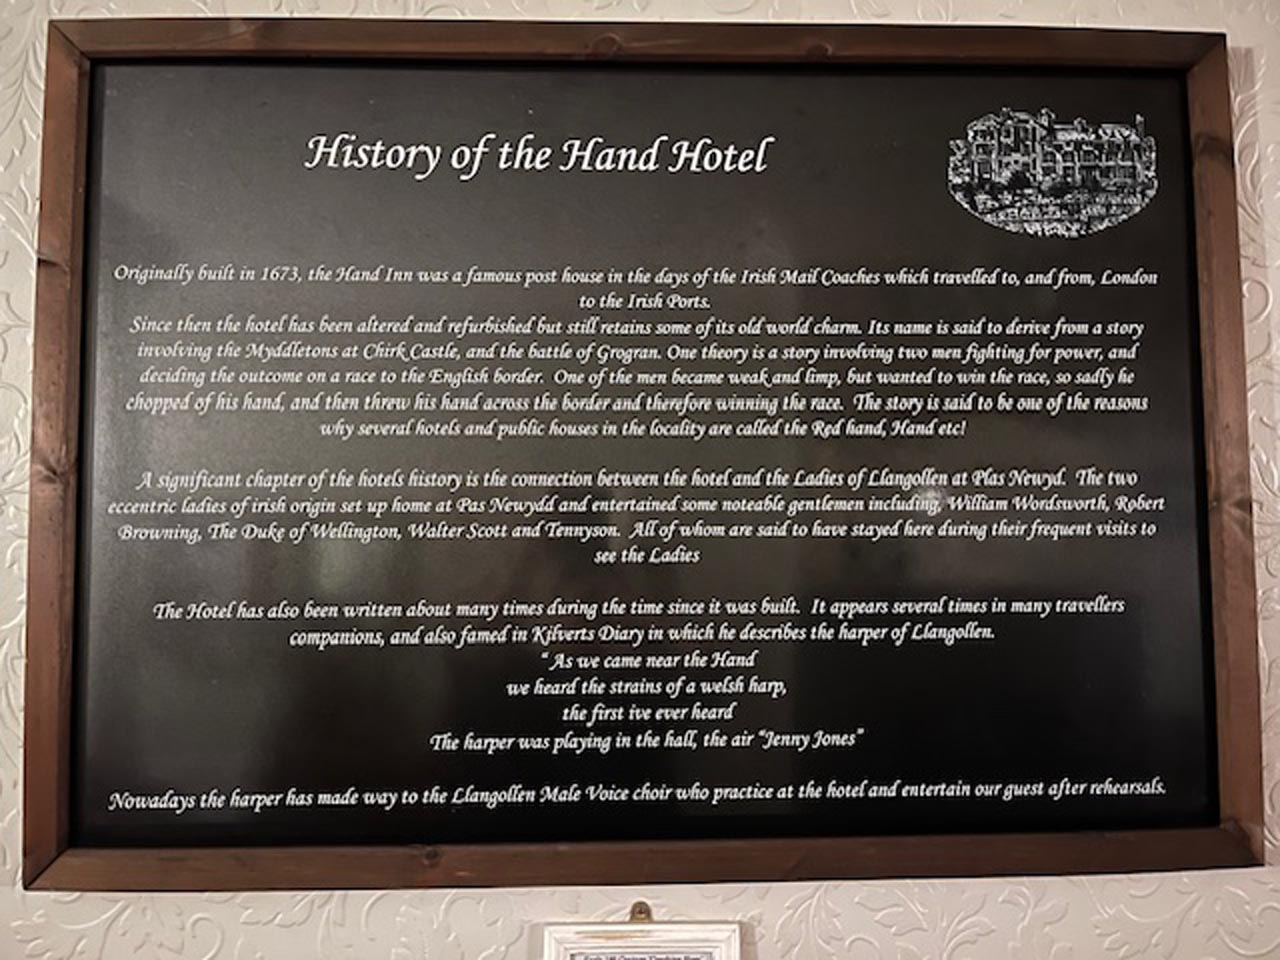 History of the Hand Hotel
Originally built in 1673, the Hand Inn was a famous post house in the days of the Irish Mail Coaches which travelled to, and from, London
to the Irish Ports.
Since then the hotel has been altered and refurbished but still retains some of its old world charm. Its name is said to derive from a story
involving the Myddletons at Chirk Castle, and the battle of Grogran. One theory is a story involving two men fighting for power, and
deciding the outcome on a race to the English border. One of the men became weak and limp, but wanted to win the race, so sadly he
chopped of his hand, and then threw his hand across the border and therefore winning the race. The story is said to be one of the reasons
why several hotels and public houses in the locality are called the Red hand, Hand etc!
A significant chapter of the hotels history is the connection between the hotel and the Ladies of Llangollen at Plas Newyd. The two
eccentric ladies of irish origin set up home at Pas Newydd and entertained some noteable gentlemen including, William Wordsworth, Robert
Browning, The Duke of Wellington, Walter Scott and Tennyson. All of whom are said to have stayed here during their frequent visits to
see the Ladies
The Hotel has also been written about many times during the time since it was built. It appears several times in many travellers
companions, and also famed in Kilverts Diary in which he describes the harper of Llangollen.
“ As we came near the Hand
we heard the strains of a welsh harp,
the first ive ever heard
The harper was playing in the hall, the air “Jenny Jones”
Nowadays the harper has made way to the Llangollen Male Voice choir who practice at the hotel and entertain our guest after rehearsals.